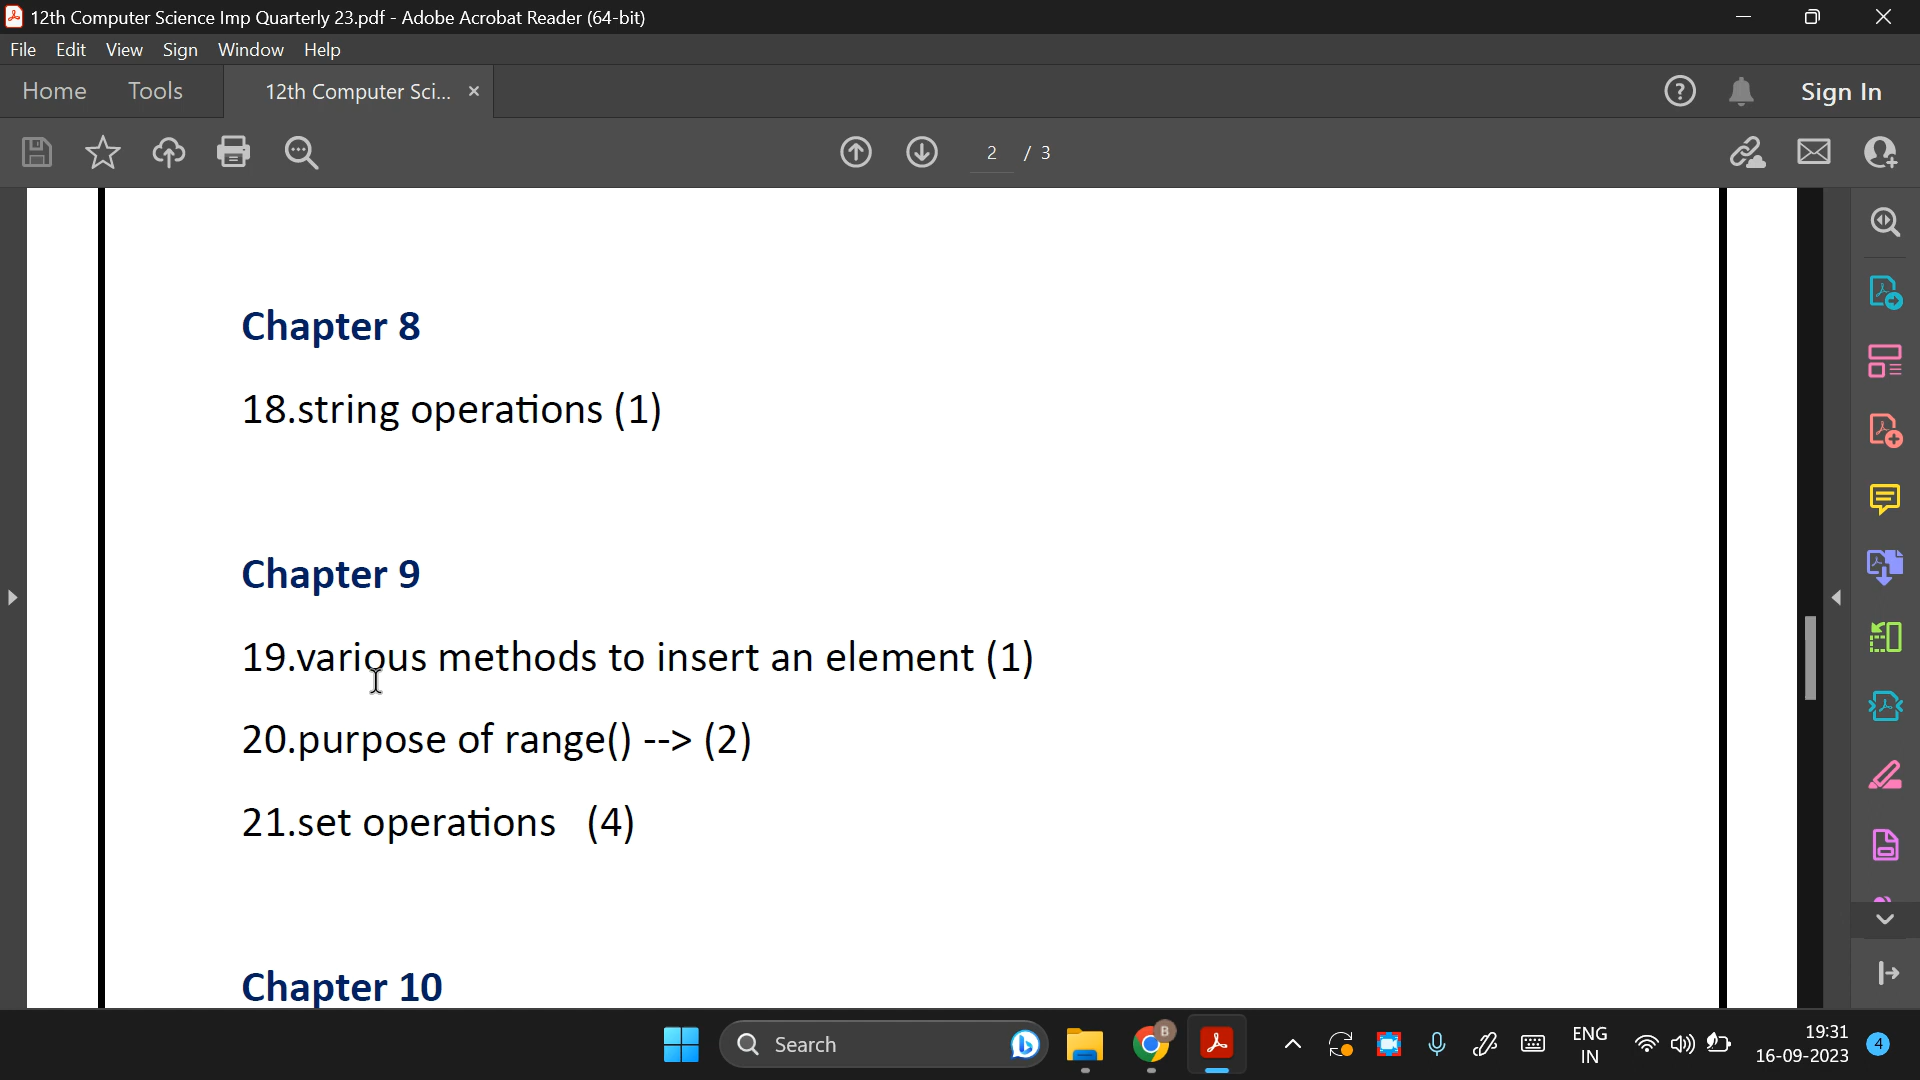 12th Computer Science Imp Quarterly 23.pdf - Adobe Acrobat Reader (64-bit)
File Edit View Sign Window Help
Home Tools 12th Computer Sci... ×
Sign In
2 / 3
Chapter 8
18.string operations (1)
Chapter 9
19.various methods to insert an element (1)
20.purpose of range() --> (2)
21.set operations (4)
Chapter 10
Search
B
ENG
IN
19:31
16-09-2023
4